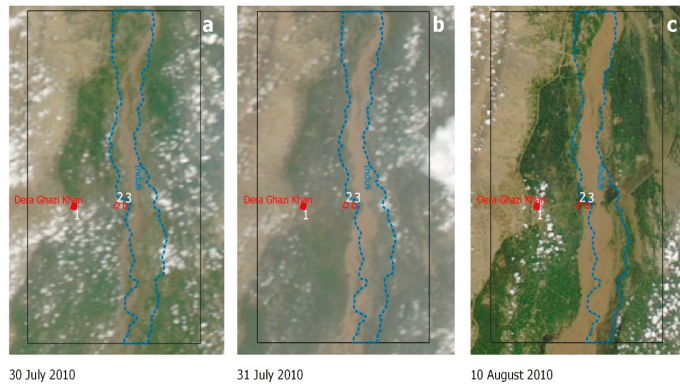 a
b
c
Indus
Indus
Indus
Dera Ghazi Khan
1
2.3
Dera Ghazi Khan
1
2.3
Dera Ghazi Khan
1
2.3
30 July 2010
31 July 2010
10 August 2010